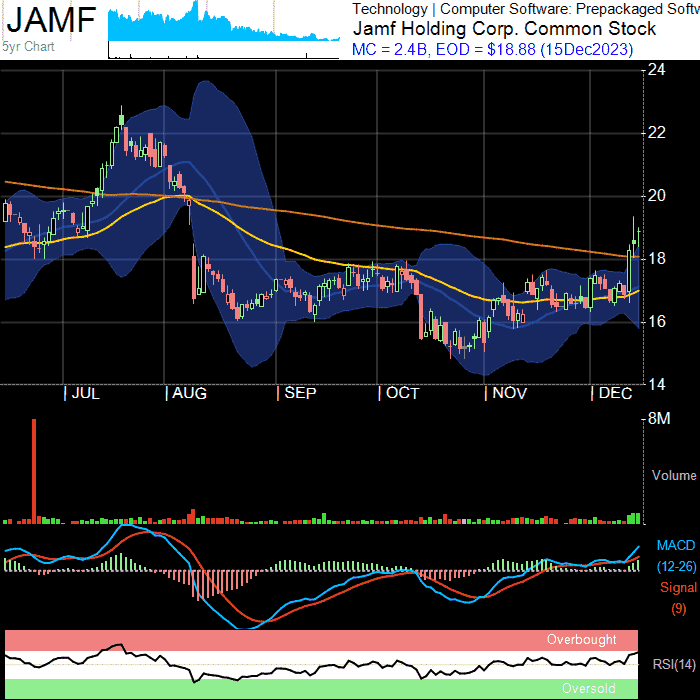 JAMF
5yr Chart
Technology | Computer Software: Prepackaged Softw
Jamf Holding Corp. Common Stock
MC = 2.4B, EOD = $18.88 (15Dec2023)
24
22
20
18
16
14
| JUL | AUG | SEP | OCT | NOV | DEC
8M
Volume
MACD
(12-26)
Signal
(9)
Overbought
RSI(14)
Oversold